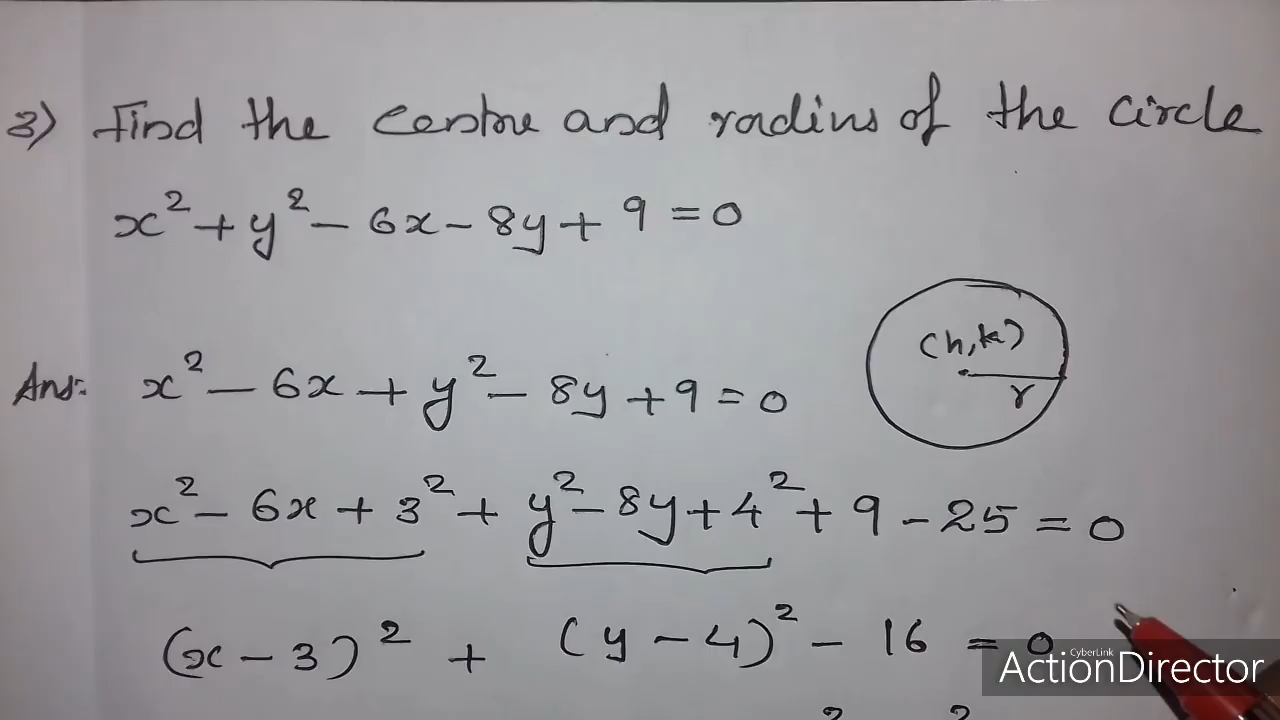 3) Find the centre and radius of the circle
x² + y² - 6x - 8y + 9 = 0
(h, k)
r
Ans: x² - 6x + y² - 8y + 9 = 0
x² - 6x + 3² + y² - 8y + 4² + 9 - 25 = 0
(x - 3)² + (y - 4)² - 16 = 0
CyberLink
ActionDirector